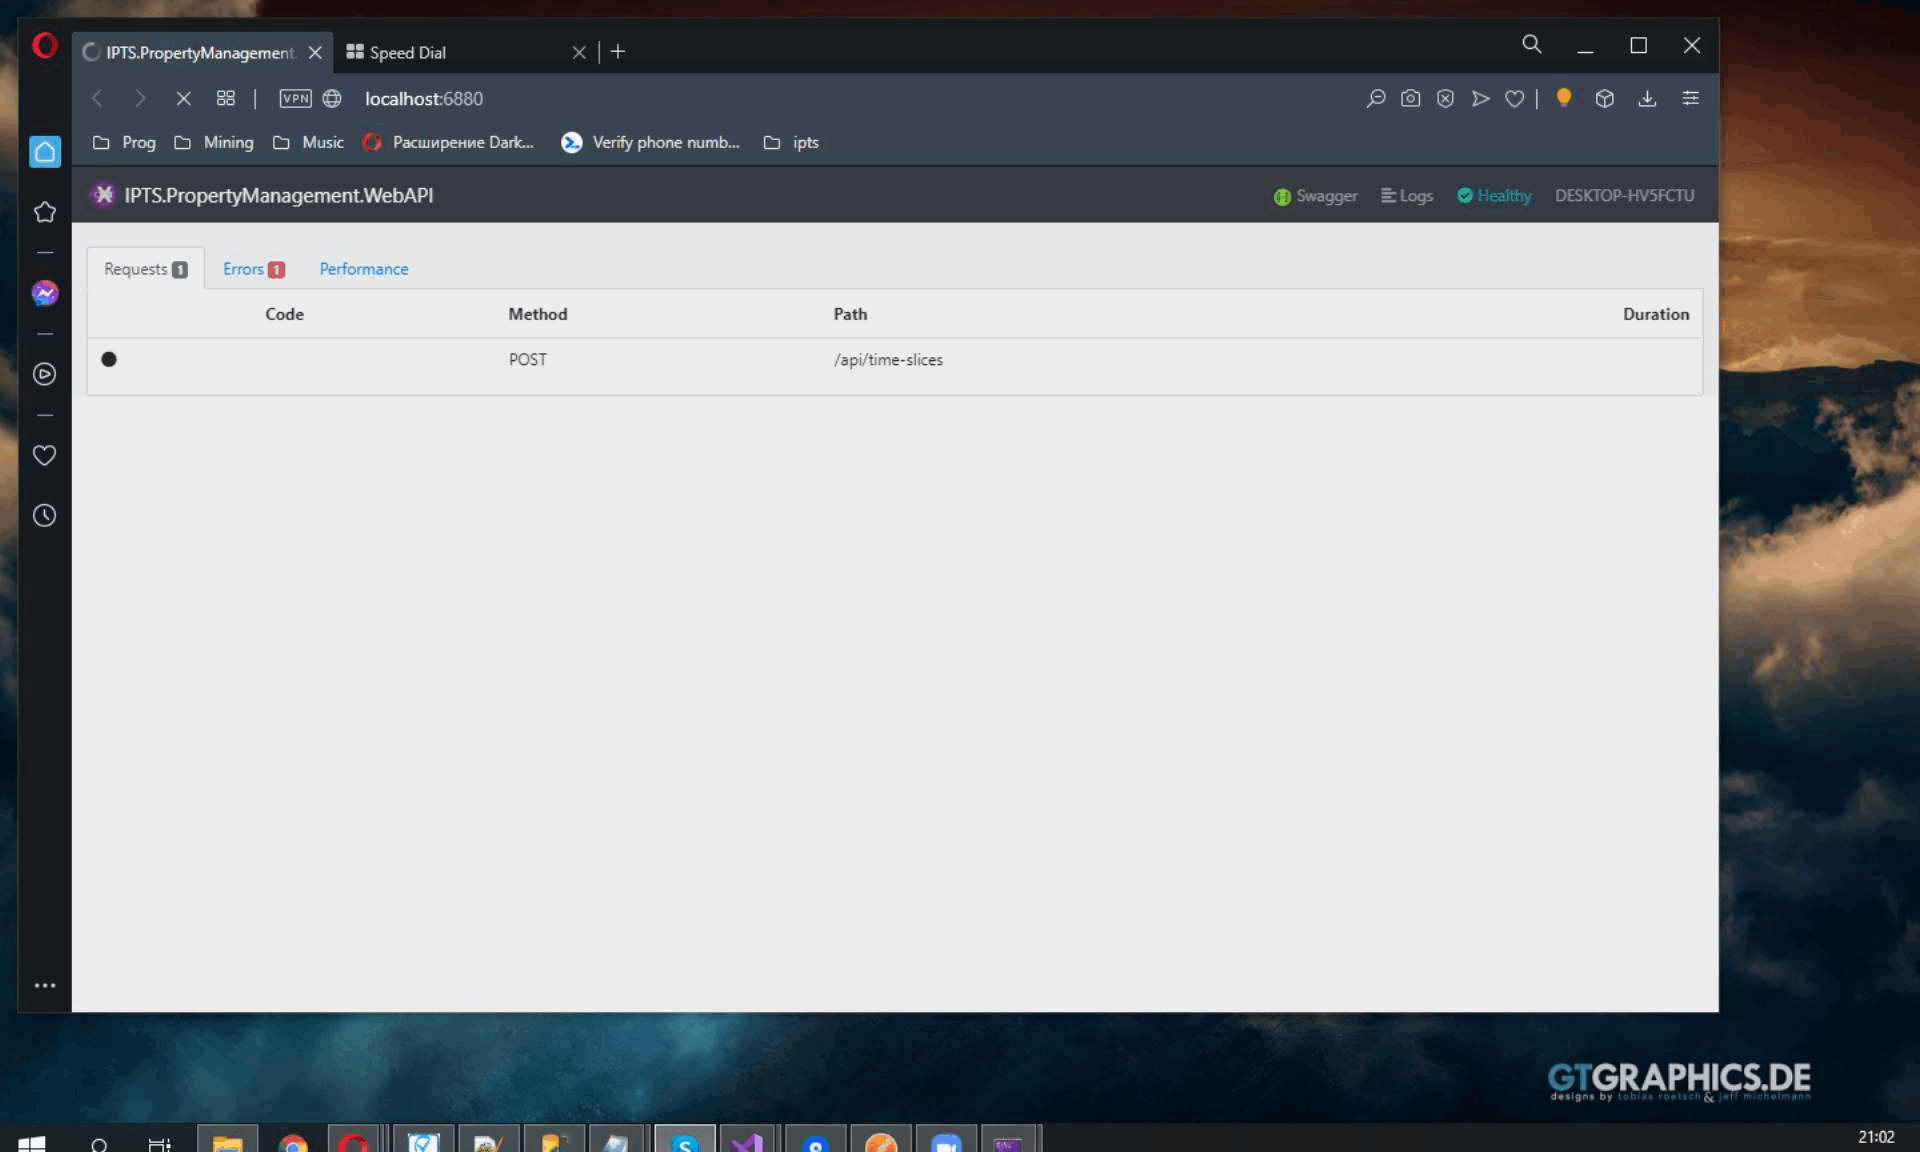 IPTS.PropertyManagement.
Speed Dial
VPN
localhost:6880
Prog
Mining
Music
Расширение Dark...
Verify phone numb...
ipts
IPTS.PropertyManagement.WebAPI
Swagger
Logs
Healthy
DESKTOP-HV5FCTU
Requests 1
Errors 1
Performance
Code Method Path Duration
POST /api/time-slices
GTGRAPHICS.DE
designs by tobias roetsch & jeff michelmann
21:02